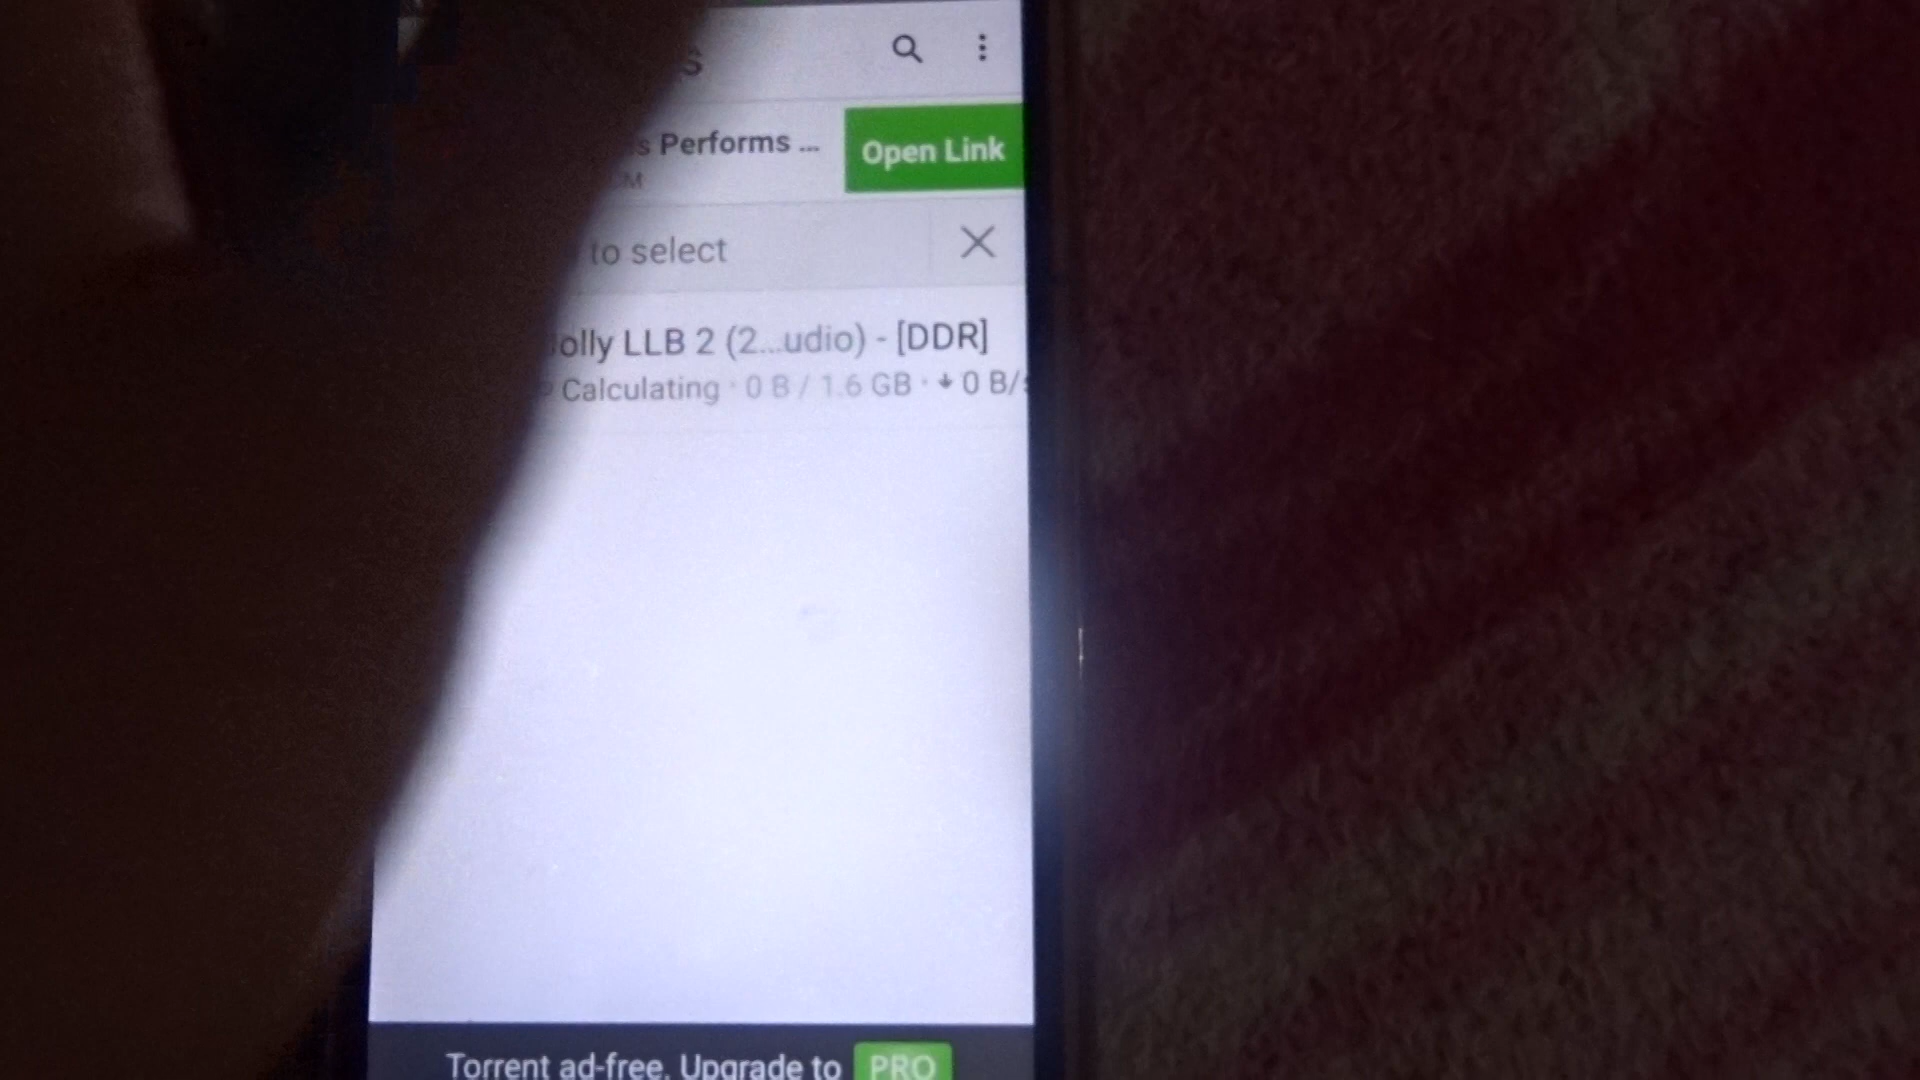 Performs ...
Open Link
to select
olly LLB 2 (2...udio) - [DDR]
Calculating · 0 B / 1.6 GB · ↓ 0 B/
Torrent ad-free. Upgrade to PRO